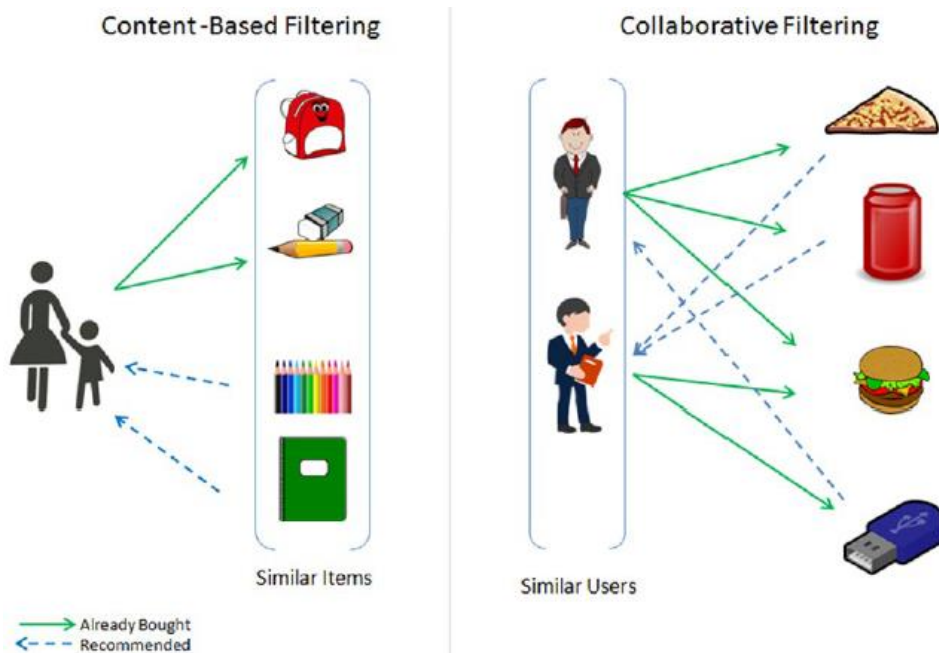 Content-Based Filtering
Similar Items
Already Bought
Recommended
Collaborative Filtering
Similar Users